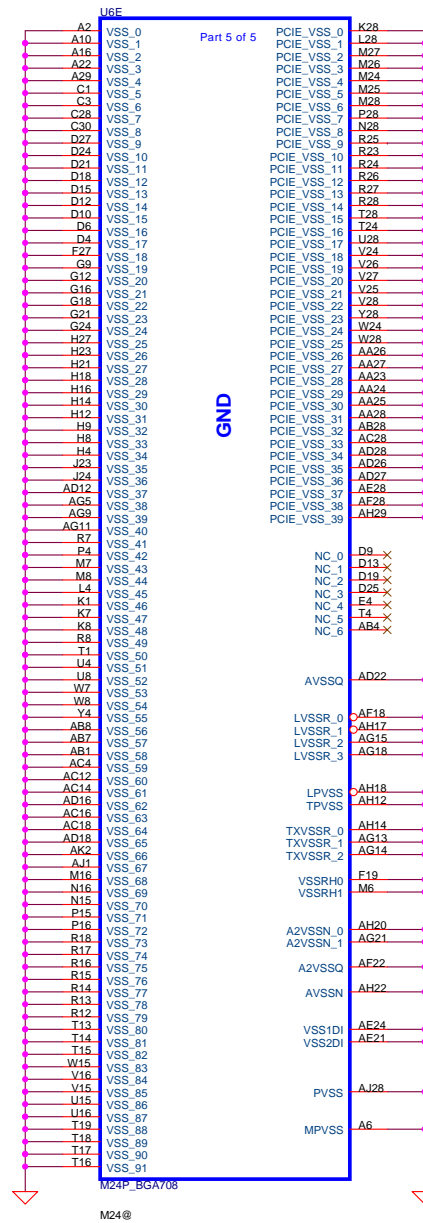 U6E
Part 5 of 5
GND
A2 VSS_0
A10 VSS_1
A16 VSS_2
A22 VSS_3
A29 VSS_4
C1 VSS_5
C3 VSS_6
C28 VSS_7
C30 VSS_8
D27 VSS_9
D24 VSS_10
D21 VSS_11
D18 VSS_12
D15 VSS_13
D12 VSS_14
D10 VSS_15
D6 VSS_16
D4 VSS_17
F27 VSS_18
G9 VSS_19
G12 VSS_20
G16 VSS_21
G18 VSS_22
G21 VSS_23
G24 VSS_24
H27 VSS_25
H23 VSS_26
H21 VSS_27
H18 VSS_28
H16 VSS_29
H14 VSS_30
H12 VSS_31
H9 VSS_32
H8 VSS_33
H4 VSS_34
J23 VSS_35
J24 VSS_36
AD12 VSS_37
AG5 VSS_38
AG9 VSS_39
AG11 VSS_40
R7 VSS_41
P4 VSS_42
M7 VSS_43
M8 VSS_44
L4 VSS_45
K1 VSS_46
K7 VSS_47
K8 VSS_48
R8 VSS_49
T1 VSS_50
U4 VSS_51
U8 VSS_52
W7 VSS_53
W8 VSS_54
Y4 VSS_55
AB8 VSS_56
AB7 VSS_57
AB1 VSS_58
AC4 VSS_59
AC12 VSS_60
AC14 VSS_61
AD16 VSS_62
AC16 VSS_63
AC18 VSS_64
AD18 VSS_65
AK2 VSS_66
AJ1 VSS_67
M16 VSS_68
N16 VSS_69
N15 VSS_70
P15 VSS_71
P16 VSS_72
R18 VSS_73
R17 VSS_74
R16 VSS_75
R15 VSS_76
R14 VSS_77
R13 VSS_78
R12 VSS_79
T13 VSS_80
T14 VSS_81
T15 VSS_82
W15 VSS_83
V16 VSS_84
V15 VSS_85
U15 VSS_86
U16 VSS_87
T19 VSS_88
T18 VSS_89
T17 VSS_90
T16 VSS_91
PCIE_VSS_0 K28
PCIE_VSS_1 L28
PCIE_VSS_2 M27
PCIE_VSS_3 M26
PCIE_VSS_4 M24
PCIE_VSS_5 M25
PCIE_VSS_6 M28
PCIE_VSS_7 P28
PCIE_VSS_8 N28
PCIE_VSS_9 R25
PCIE_VSS_10 R23
PCIE_VSS_11 R24
PCIE_VSS_12 R26
PCIE_VSS_13 R27
PCIE_VSS_14 R28
PCIE_VSS_15 T28
PCIE_VSS_16 T24
PCIE_VSS_17 U28
PCIE_VSS_18 V24
PCIE_VSS_19 V26
PCIE_VSS_20 V27
PCIE_VSS_21 V25
PCIE_VSS_22 V28
PCIE_VSS_23 Y28
PCIE_VSS_24 W24
PCIE_VSS_25 W28
PCIE_VSS_26 AA26
PCIE_VSS_27 AA27
PCIE_VSS_28 AA23
PCIE_VSS_29 AA24
PCIE_VSS_30 AA25
PCIE_VSS_31 AA28
PCIE_VSS_32 AB28
PCIE_VSS_33 AC28
PCIE_VSS_34 AD28
PCIE_VSS_35 AD26
PCIE_VSS_36 AD27
PCIE_VSS_37 AE28
PCIE_VSS_38 AF28
PCIE_VSS_39 AH29
NC_0 D9
NC_1 D13
NC_2 D19
NC_3 D25
NC_4 E4
NC_5 T4
NC_6 AB4
AVSSQ AD22
LVSSR_0 AF18
LVSSR_1 AH17
LVSSR_2 AG15
LVSSR_3 AG18
LPVSS AH18
TPVSS AH12
TXVSSR_0 AH14
TXVSSR_1 AG13
TXVSSR_2 AG14
VSSRH0 F19
VSSRH1 M6
A2VSSN_0 AH20
A2VSSN_1 AG21
A2VSSQ AF22
AVSSN AH22
VSS1DI AE24
VSS2DI AE21
PVSS AJ28
MPVSS A6
M24P_BGA708
M24@